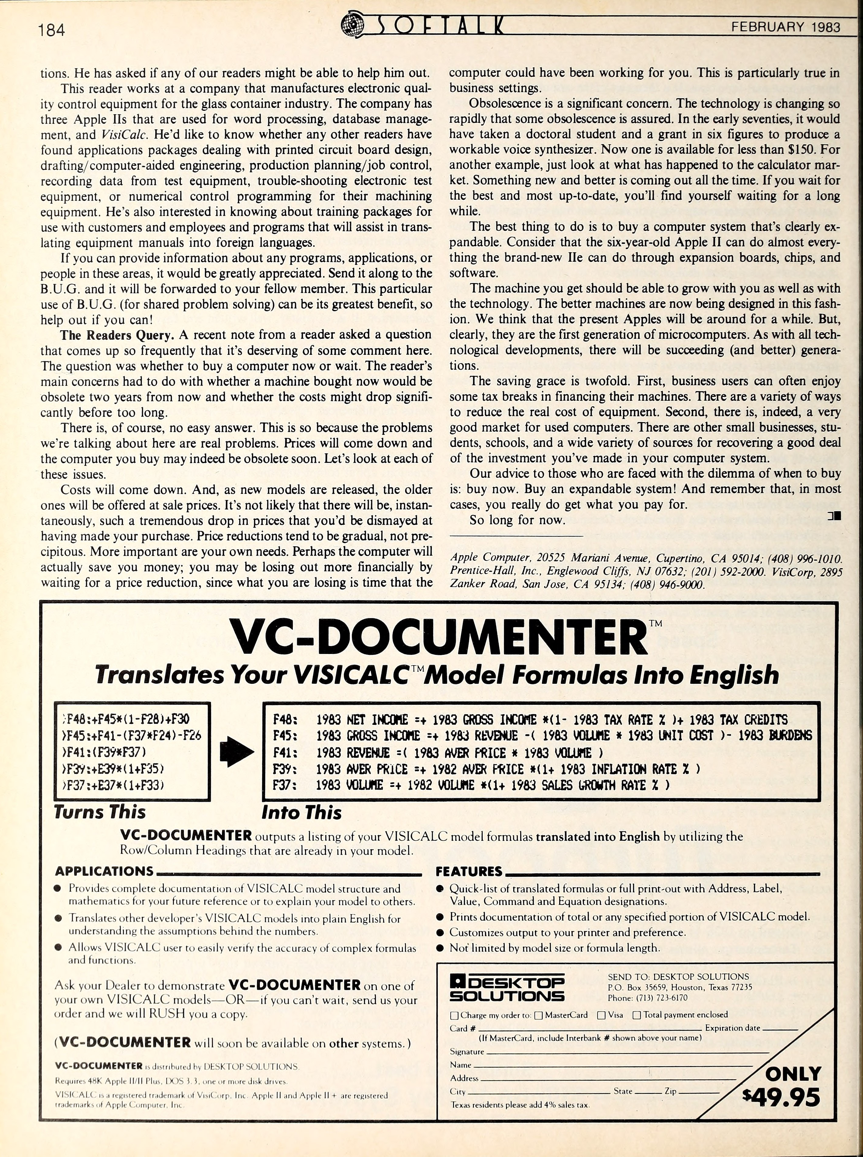 184
SOFTALK
FEBRUARY 1983
tions. He has asked if any of our readers might be able to help him out.
This reader works at a company that manufactures electronic qual-
ity control equipment for the glass container industry. The company has
three Apple IIs that are used for word processing, database manage-
ment, and VisiCalc. He'd like to know whether any other readers have
found applications packages dealing with printed circuit board design,
drafting/computer-aided engineering, production planning/job control,
recording data from test equipment, trouble-shooting electronic test
equipment, or numerical control programming for their machining
equipment. He's also interested in knowing about training packages for
use with customers and employees and programs that will assist in trans-
lating equipment manuals into foreign languages.
If you can provide information about any programs, applications, or
people in these areas, it would be greatly appreciated. Send it along to the
B.U.G. and it will be forwarded to your fellow member. This particular
use of B.U.G. (for shared problem solving) can be its greatest benefit, so
help out if you can!
The Readers Query. A recent note from a reader asked a question
that comes up so frequently that it's deserving of some comment here.
The question was whether to buy a computer now or wait. The reader's
main concerns had to do with whether a machine bought now would be
obsolete two years from now and whether the costs might drop signifi-
cantly before too long.
There is, of course, no easy answer. This is so because the problems
we're talking about here are real problems. Prices will come down and
the computer you buy may indeed be obsolete soon. Let's look at each of
these issues.
Costs will come down. And, as new models are released, the older
ones will be offered at sale prices. It's not likely that there will be, instan-
taneously, such a tremendous drop in prices that you'd be dismayed at
having made your purchase. Price reductions tend to be gradual, not pre-
cipitous. More important are your own needs. Perhaps the computer will
actually save you money; you may be losing out more financially by
waiting for a price reduction, since what you are losing is time that the
computer could have been working for you. This is particularly true in
business settings.
Obsolescence is a significant concern. The technology is changing so
rapidly that some obsolescence is assured. In the early seventies, it would
have taken a doctoral student and a grant in six figures to produce a
workable voice synthesizer. Now one is available for less than $150. For
another example, just look at what has happened to the calculator mar-
ket. Something new and better is coming out all the time. If you wait for
the best and most up-to-date, you'll find yourself waiting for a long
while.
The best thing to do is to buy a computer system that's clearly ex-
pandable. Consider that the six-year-old Apple II can do almost every-
thing the brand-new IIe can do through expansion boards, chips, and
software.
The machine you get should be able to grow with you as well as with
the technology. The better machines are now being designed in this fash-
ion. We think that the present Apples will be around for a while. But,
clearly, they are the first generation of microcomputers. As with all tech-
nological developments, there will be succeeding (and better) genera-
tions.
The saving grace is twofold. First, business users can often enjoy
some tax breaks in financing their machines. There are a variety of ways
to reduce the real cost of equipment. Second, there is, indeed, a very
good market for used computers. There are other small businesses, stu-
dents, schools, and a wide variety of sources for recovering a good deal
of the investment you've made in your computer system.
Our advice to those who are faced with the dilemma of when to buy
is: buy now. Buy an expandable system! And remember that, in most
cases, you really do get what you pay for.
So long for now.
Apple Computer, 20525 Mariani Avenue, Cupertino, CA 95014; (408) 996-1010.
Prentice-Hall, Inc., Englewood Cliffs, NJ 07632; (201) 592-2000. VisiCorp, 2895
Zanker Road, San Jose, CA 95134; (408) 946-9000.
VC-DOCUMENTER™
Translates Your VISICALC™ Model Formulas Into English
>F48:+F45*(1-F28)+F30
>F45:+F41-(F37*F24)-F26
>F41:(F39*F37)
>F39:+E39*(1+F35)
>F37:+E37*(1+F33)
Turns This
F48: 1983 NET INCOME =+ 1983 GROSS INCOME *(1- 1983 TAX RATE % )+ 1983 TAX CREDITS
F45: 1983 GROSS INCOME =+ 1983 REVENUE -( 1983 VOLUME * 1983 UNIT COST )- 1983 BURDENS
F41: 1983 REVENUE =( 1983 AVER PRICE * 1983 VOLUME )
F39: 1983 AVER PRICE =+ 1982 AVER PRICE *(1+ 1983 INFLATION RATE % )
F37: 1983 VOLUME =+ 1982 VOLUME *(1+ 1983 SALES GROWTH RATE % )
Into This
VC-DOCUMENTER outputs a listing of your VISICALC model formulas translated into English by utilizing the
Row/Column Headings that are already in your model.
APPLICATIONS
● Provides complete documentation of VISICALC model structure and
mathematics for your future reference or to explain your model to others.
● Translates other developer's VISICALC models into plain English for
understanding the assumptions behind the numbers.
● Allows VISICALC user to easily verify the accuracy of complex formulas
and functions.
Ask your Dealer to demonstrate VC-DOCUMENTER on one of
your own VISICALC models—OR—if you can't wait, send us your
order and we will RUSH you a copy.
(VC-DOCUMENTER will soon be available on other systems.)
VC-DOCUMENTER is distributed by DESKTOP SOLUTIONS.
Requires 48K Apple II/II Plus, DOS 3.3, one or more disk drives.
VISICALC is a registered trademark of VisiCorp, Inc. Apple II and Apple II + are registered
trademarks of Apple Computer, Inc.
FEATURES
● Quick-list of translated formulas or full print-out with Address, Label,
Value, Command and Equation designations.
● Prints documentation of total or any specified portion of VISICALC model.
● Customizes output to your printer and preference.
● Not limited by model size or formula length.
DESKTOP
SOLUTIONS
SEND TO: DESKTOP SOLUTIONS
P.O. Box 35659, Houston, Texas 77235
Phone: (713) 723-6170
☐ Charge my order to: ☐ MasterCard ☐ Visa ☐ Total payment enclosed
Card # Expiration date
(If MasterCard, include Interbank # shown above your name)
Signature
Name
Address
City State Zip
Texas residents please add 4% sales tax.
ONLY
$49.95